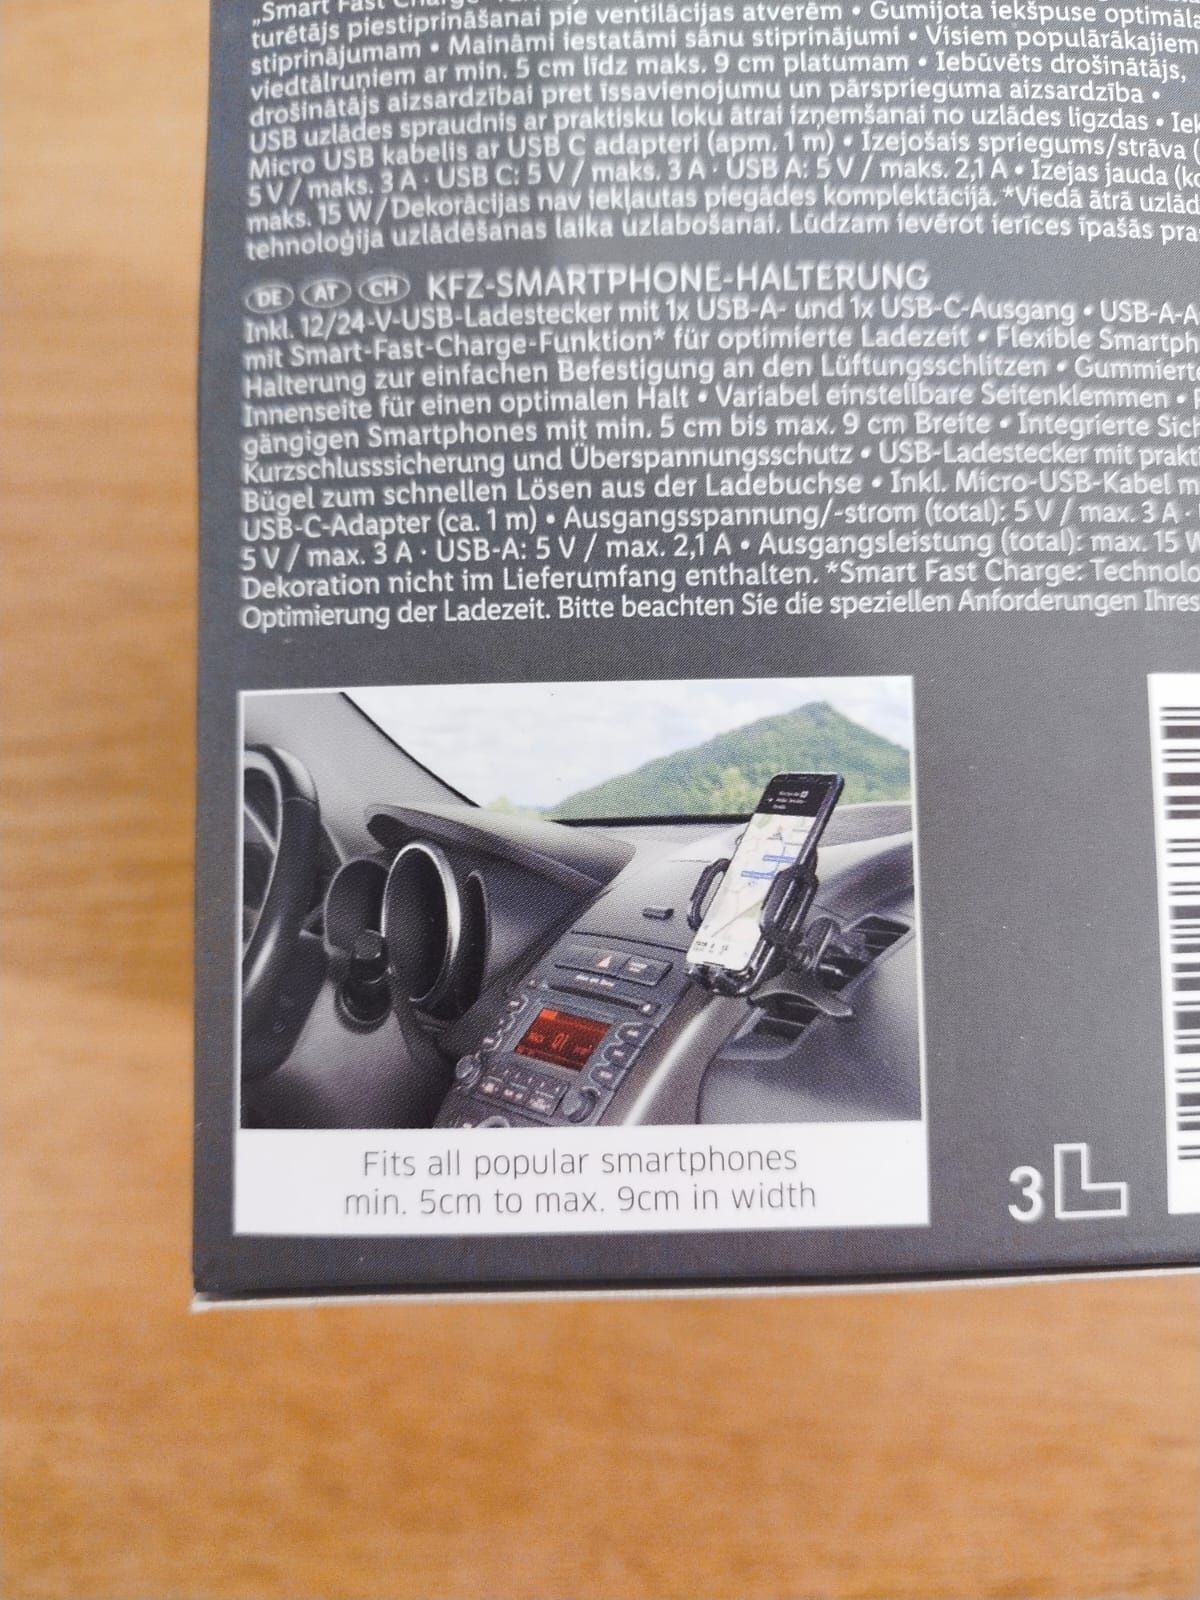 „Smart Fast Charge"
turētājs piestiprināšanai pie ventilācijas atverēm • Gumijota iekšpuse optimāla
stiprinājumam • Maināmi iestatāmi sānu stiprinājumi • Visiem populārākajiem
viedtālruņiem ar min. 5 cm līdz maks. 9 cm platumam • Iebūvēts drošinātājs,
drošinātājs aizsardzībai pret īssavienojumu un pārsprieguma aizsardzība •
USB uzlādes spraudnis ar praktisku loku ātrai izņemšanai no uzlādes ligzdas • Iek
Micro USB kabelis ar USB C adapteri (apm. 1 m) • Izejošais spriegums/strāva (
5 V / maks. 3 A · USB C: 5 V / maks. 3 A · USB A: 5 V / maks. 2,1 A • Izejas jauda (ko
maks. 15 W/Dekorācijas nav iekļautas piegādes komplektācijā. *Viedā ātrā uzlād
tehnoloģija uzlādēšanas laika uzlabošanai. Lūdzam ievērot ierīces īpašās pra
DE AT CH KFZ-SMARTPHONE-HALTERUNG
Inkl. 12/24-V-USB-Ladestecker mit 1x USB-A- und 1x USB-C-Ausgang • USB-A-A
mit Smart-Fast-Charge-Funktion* für optimierte Ladezeit • Flexible Smartph
Halterung zur einfachen Befestigung an den Lüftungsschlitzen • Gummierte
Innenseite für einen optimalen Halt • Variabel einstellbare Seitenklemmen •
gängigen Smartphones mit min. 5 cm bis max. 9 cm Breite • Integrierte Sich
Kurzschlusssicherung und Überspannungsschutz • USB-Ladestecker mit prakti
Bügel zum schnellen Lösen aus der Ladebuchse • Inkl. Micro-USB-Kabel m
USB-C-Adapter (ca. 1 m) • Ausgangsspannung/-strom (total): 5 V / max. 3 A ·
5 V / max. 3 A · USB-A: 5 V / max. 2,1 A • Ausgangsleistung (total): max. 15 W
Dekoration nicht im Lieferumfang enthalten. *Smart Fast Charge: Technolo
Optimierung der Ladezeit. Bitte beachten Sie die speziellen Anforderungen Ihres
Fits all popular smartphones
min. 5cm to max. 9cm in width
3 L